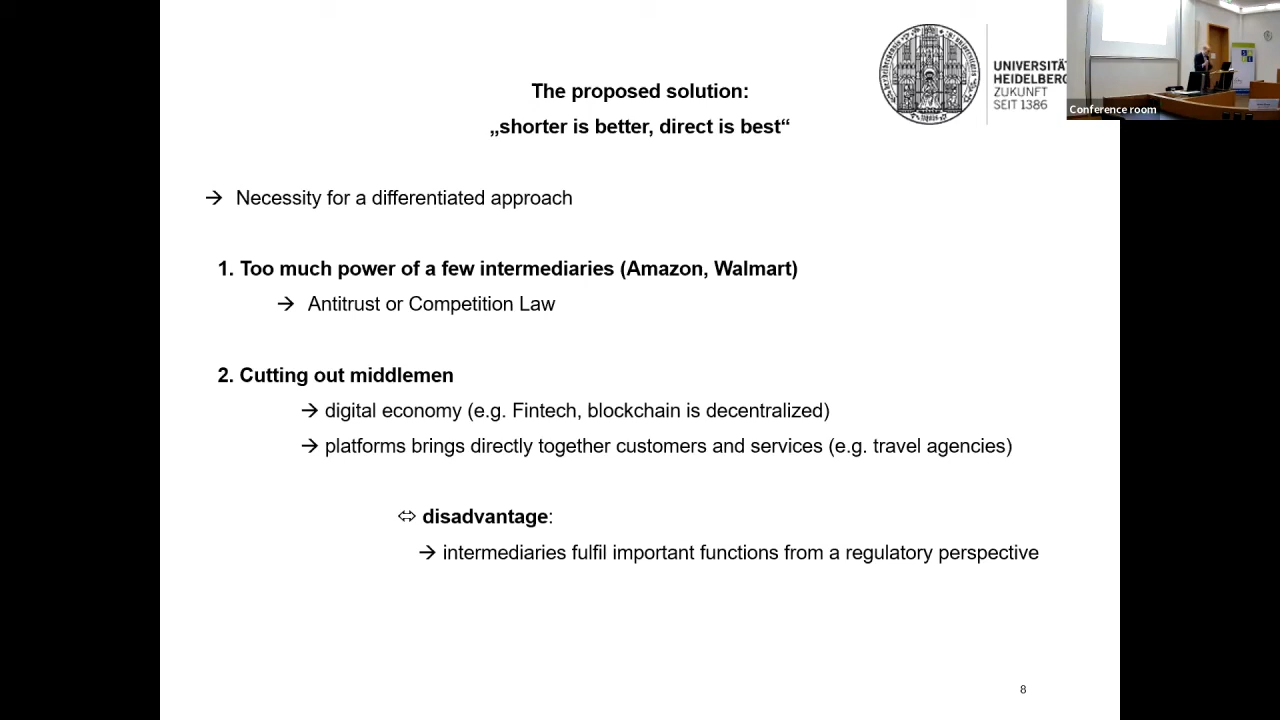 The proposed solution:
„shorter is better, direct is best“
UNIVERSITÄT
HEIDELBERG
ZUKUNFT
SEIT 1386
Conference room
→ Necessity for a differentiated approach
1. Too much power of a few intermediaries (Amazon, Walmart)
→ Antitrust or Competition Law
2. Cutting out middlemen
→ digital economy (e.g. Fintech, blockchain is decentralized)
→ platforms brings directly together customers and services (e.g. travel agencies)
⇔ disadvantage:
→ intermediaries fulfil important functions from a regulatory perspective
8